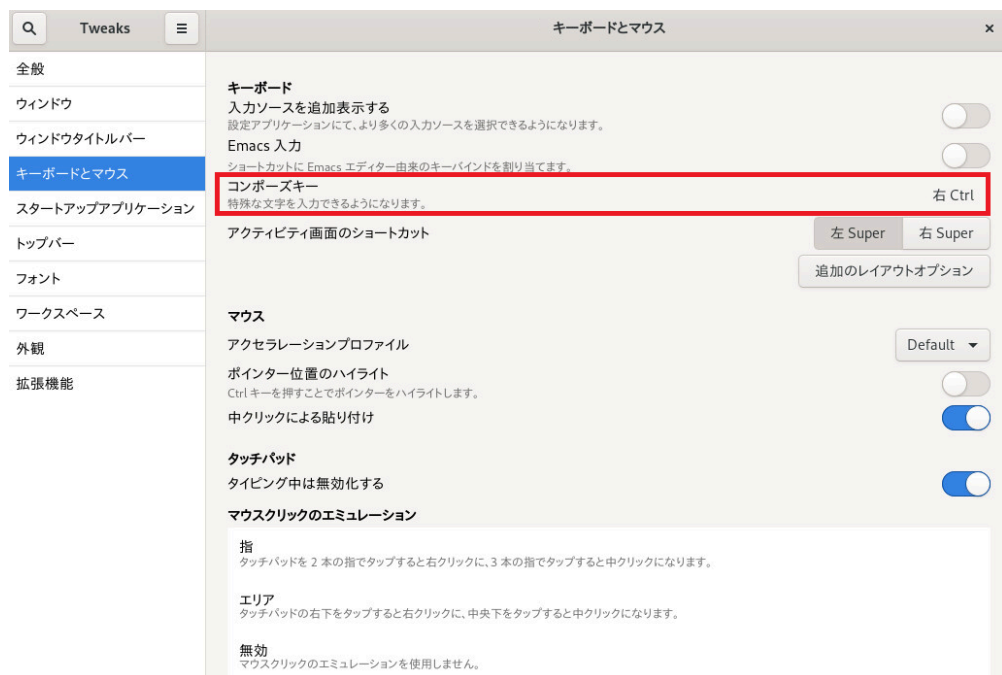 Tweaks
キーボードとマウス
全般
ウィンドウ
ウィンドウタイトルバー
キーボードとマウス
スタートアップアプリケーション
トップバー
フォント
ワークスペース
外観
拡張機能
キーボード
入力ソースを追加表示する
設定アプリケーションにて、より多くの入力ソースを選択できるようになります。
Emacs 入力
ショートカットに Emacs エディター由来のキーバインドを割り当てます。
コンポーズキー
右 Ctrl
特殊な文字を入力できるようになります。
アクティビティ画面のショートカット
左 Super
右 Super
追加のレイアウトオプション
マウス
アクセラレーションプロファイル
Default
ポインター位置のハイライト
Ctrl キーを押すことでポインターをハイライトします。
中クリックによる貼り付け
タッチパッド
タイピング中は無効化する
マウスクリックのエミュレーション
指
タッチパッドを 2 本の指でタップすると右クリックに、3 本の指でタップすると中クリックになります。
エリア
タッチパッドの右下をタップすると右クリックに、中央下をタップすると中クリックになります。
無効
マウスクリックのエミュレーションを使用しません。